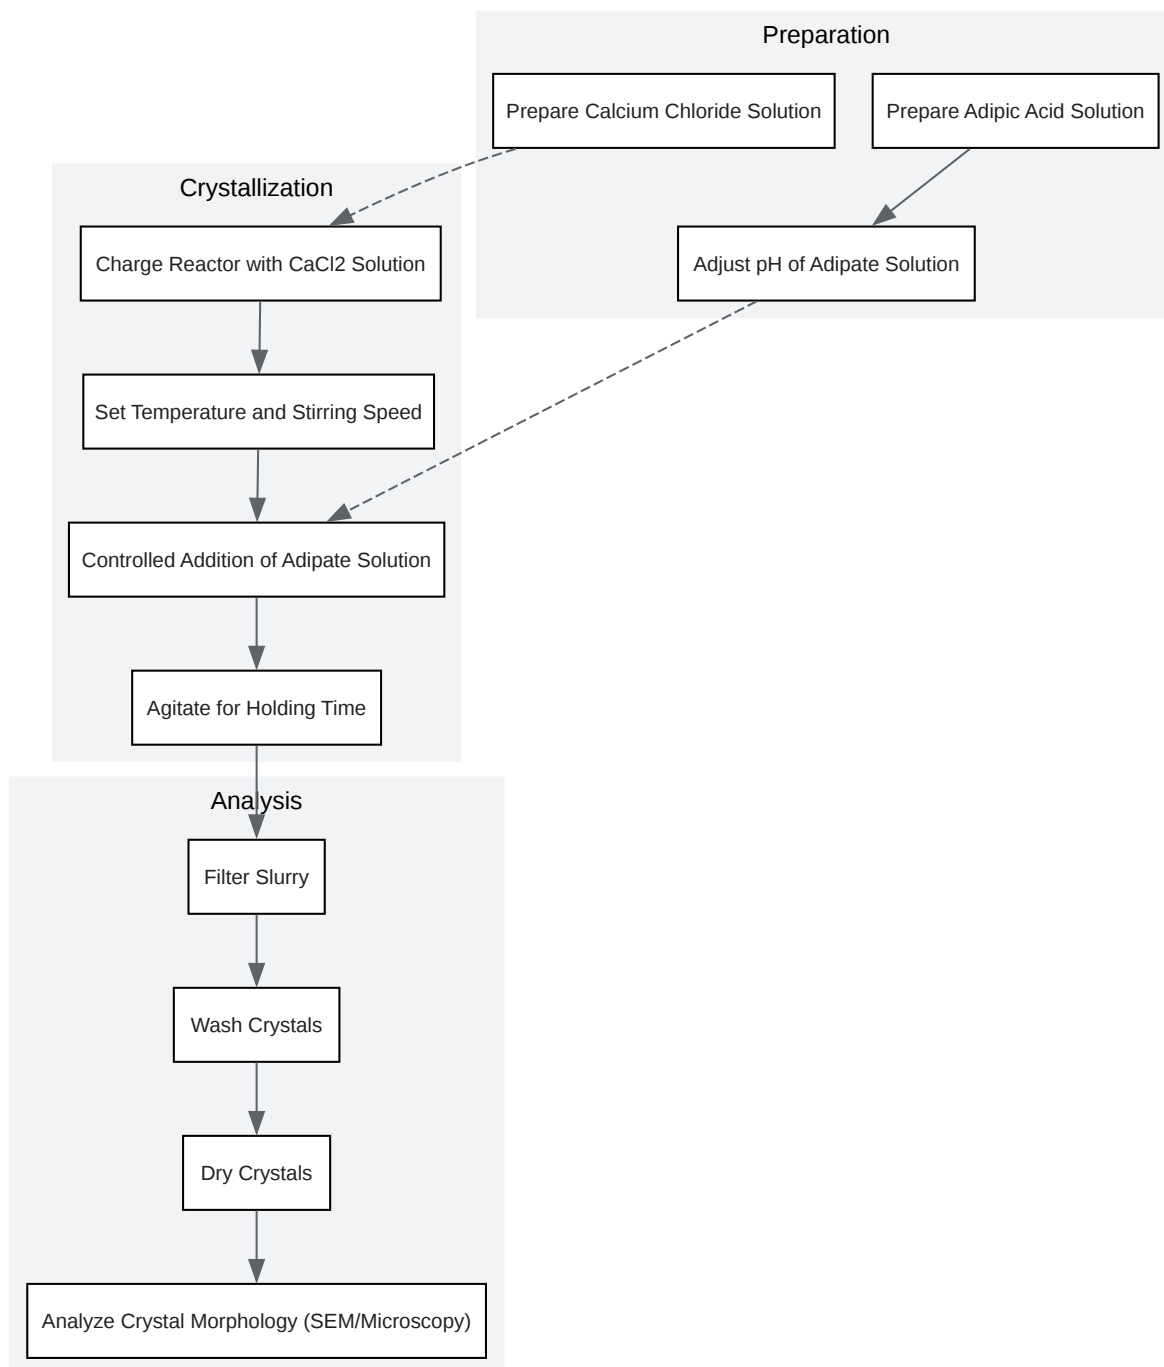 Preparation
Prepare Calcium Chloride Solution
Prepare Adipic Acid Solution
Adjust pH of Adipate Solution
Crystallization
Charge Reactor with CaCl2 Solution
Set Temperature and Stirring Speed
Controlled Addition of Adipate Solution
Agitate for Holding Time
Analysis
Filter Slurry
Wash Crystals
Dry Crystals
Analyze Crystal Morphology (SEM/Microscopy)